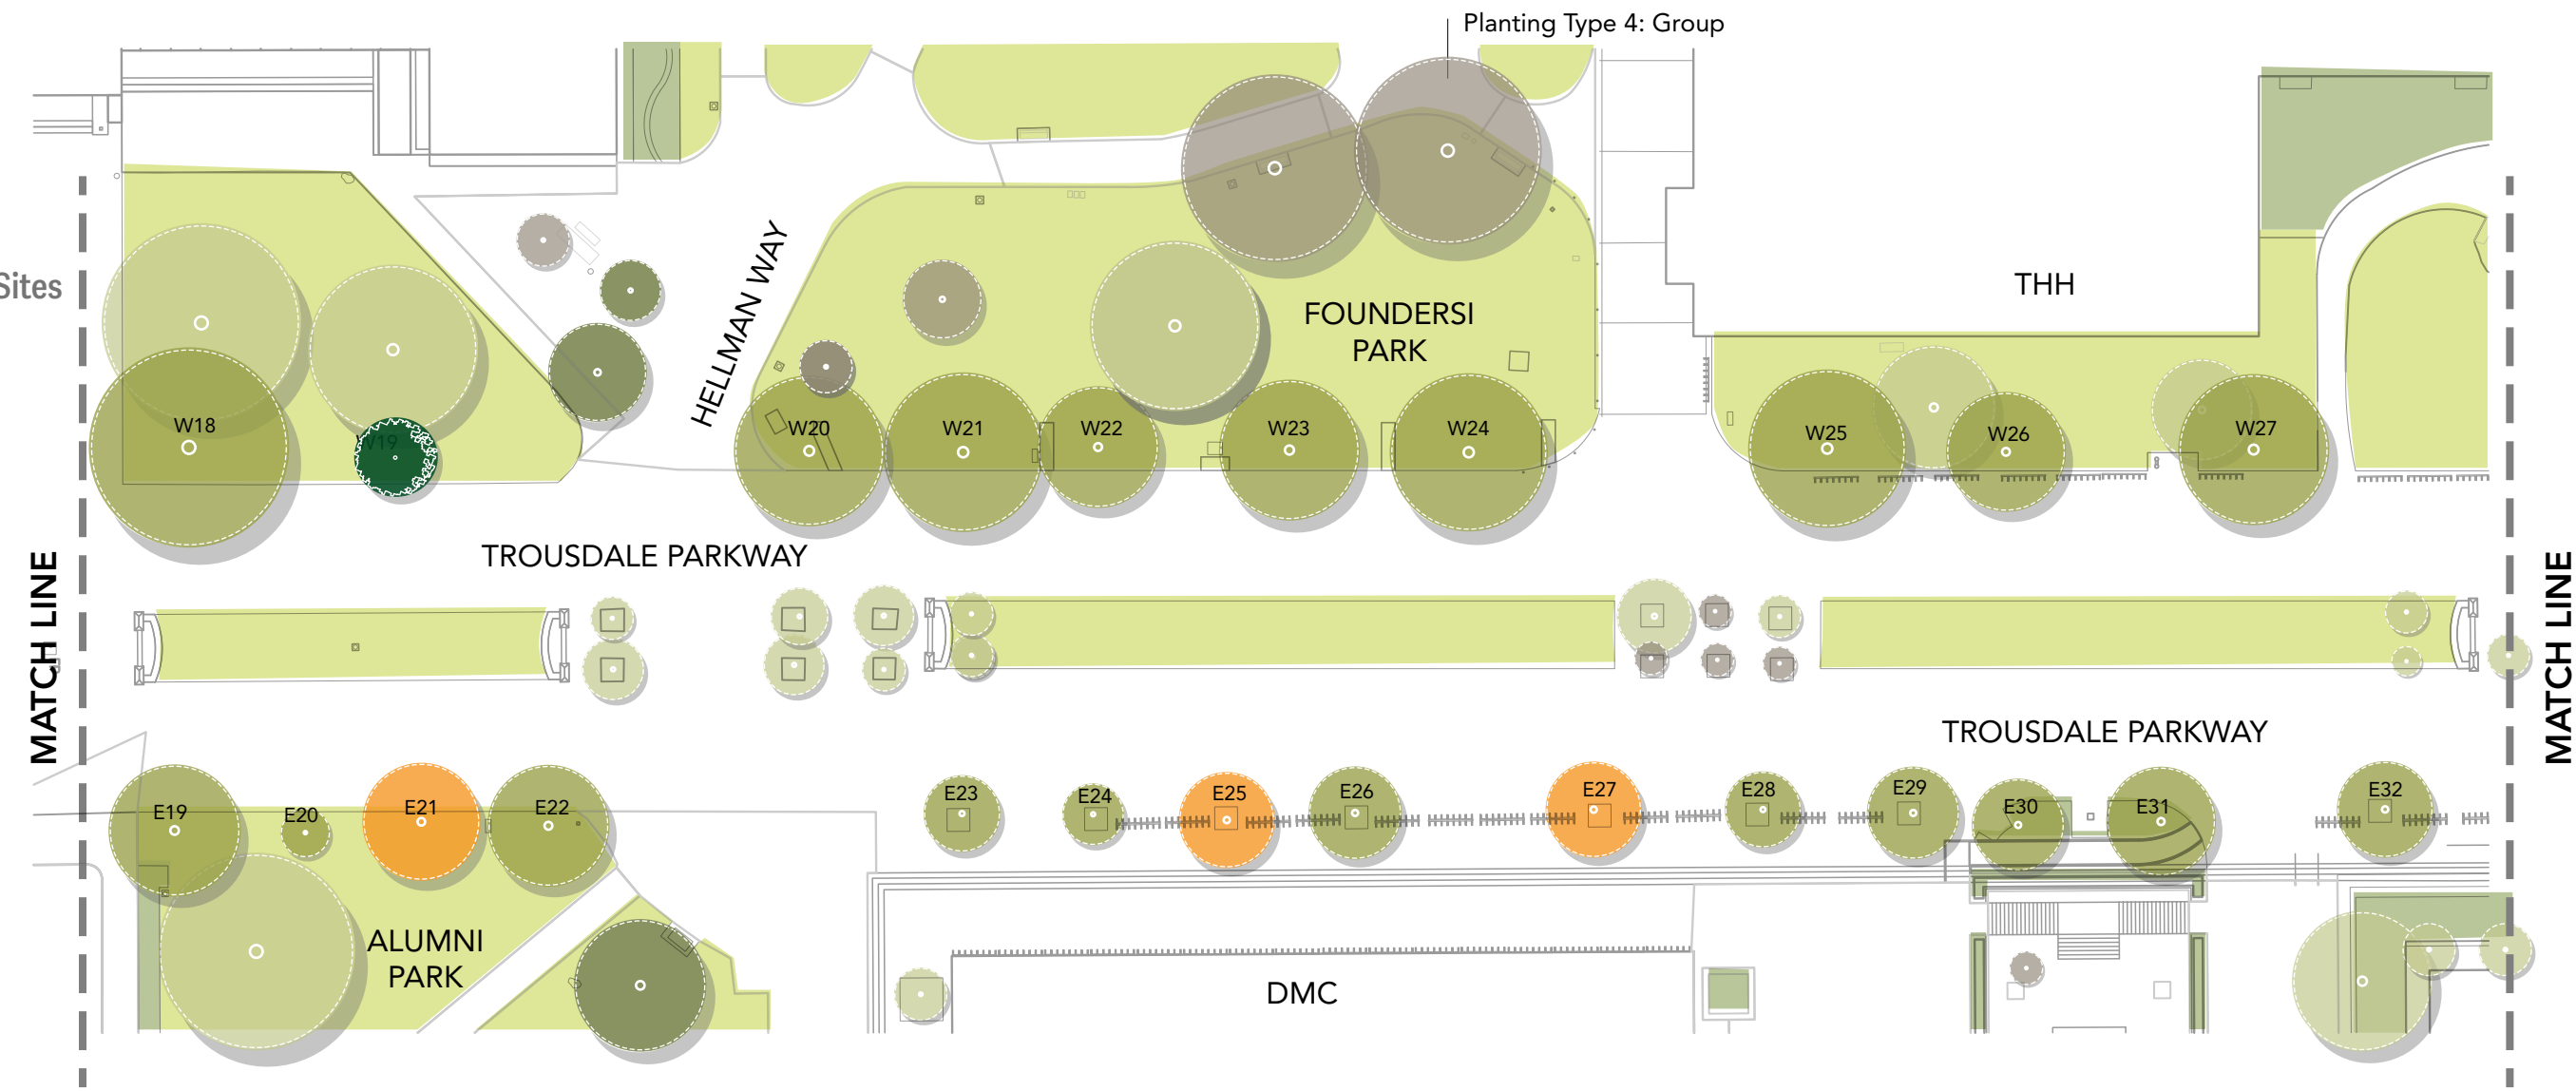 Planting Type 4: Group
Sites
HELLMAN WAY
FOUNDERSI
PARK
THH
W18
W19
W20
W21
W22
W23
W24
W25
W26
W27
MATCH LINE
TROUSDALE PARKWAY
MATCH LINE
TROUSDALE PARKWAY
E19
E20
E21
E22
E23
E24
E25
E26
E27
E28
E29
E30
E31
E32
ALUMNI
PARK
DMC